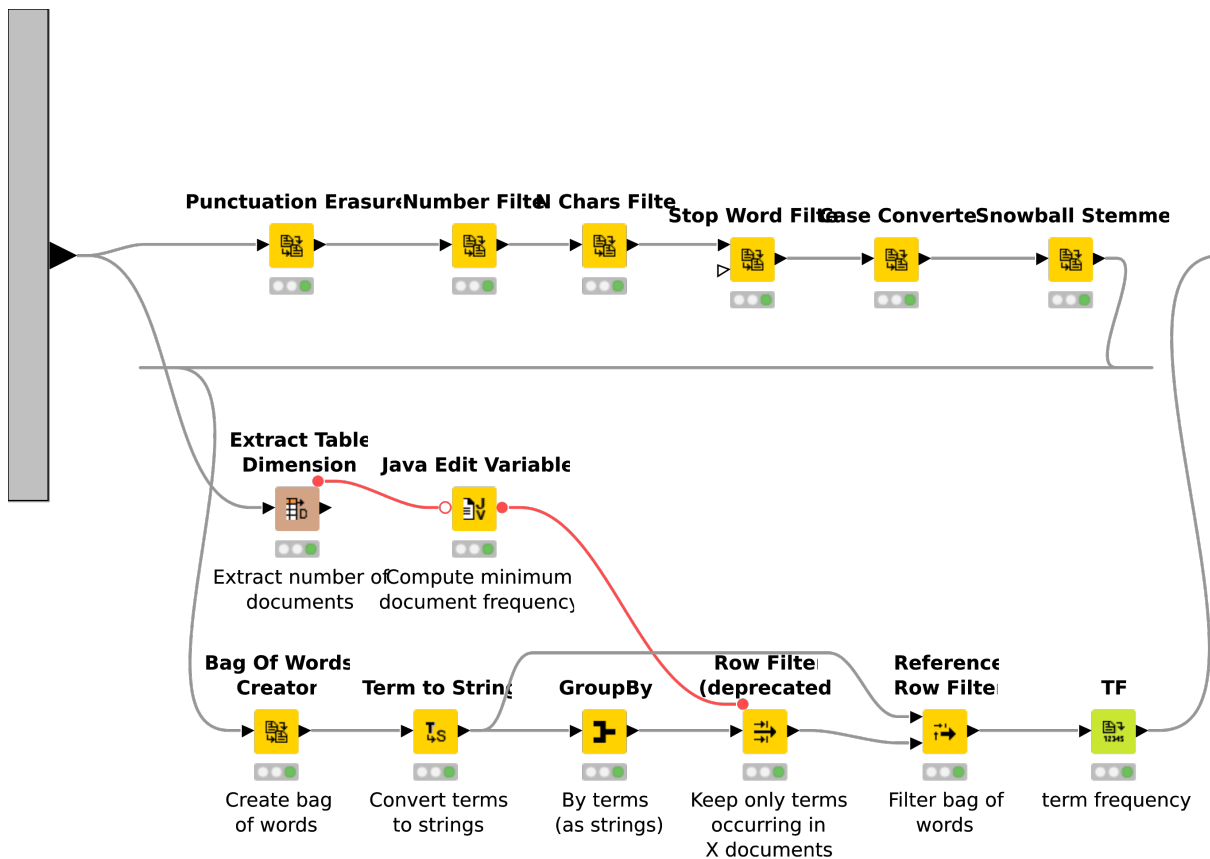 Punctuation Erasure
Number Filte
N Chars Filte
Stop Word Filte
Case Converte
Snowball Stemme
Extract Table
Dimension
Java Edit Variable
Extract number of
documents
Compute minimum
document frequency
Bag Of Words
Creator
Term to String
GroupBy
Row Filter
(deprecated
Reference
Row Filter
TF
Create bag
of words
Convert terms
to strings
By terms
(as strings)
Keep only terms
occurring in
X documents
Filter bag of
words
term frequency